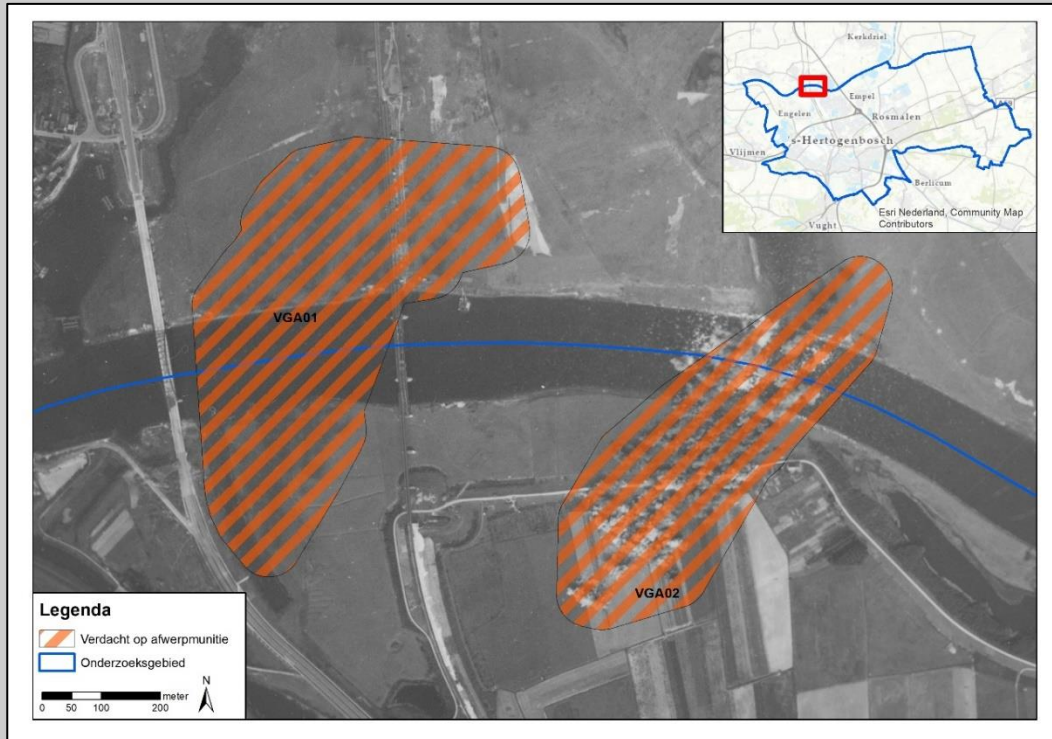 Kerkdriel
Empel
Engelen
Rosmalen
's-Hertogenbosch
Vlijmen
Berlicum
Vught
Esri Nederland, Community Map
Contributors
VGA01
VGA02
Legenda
Verdacht op afwerpmunitie
Onderzoeksgebied
meter
0 50 100 200
N